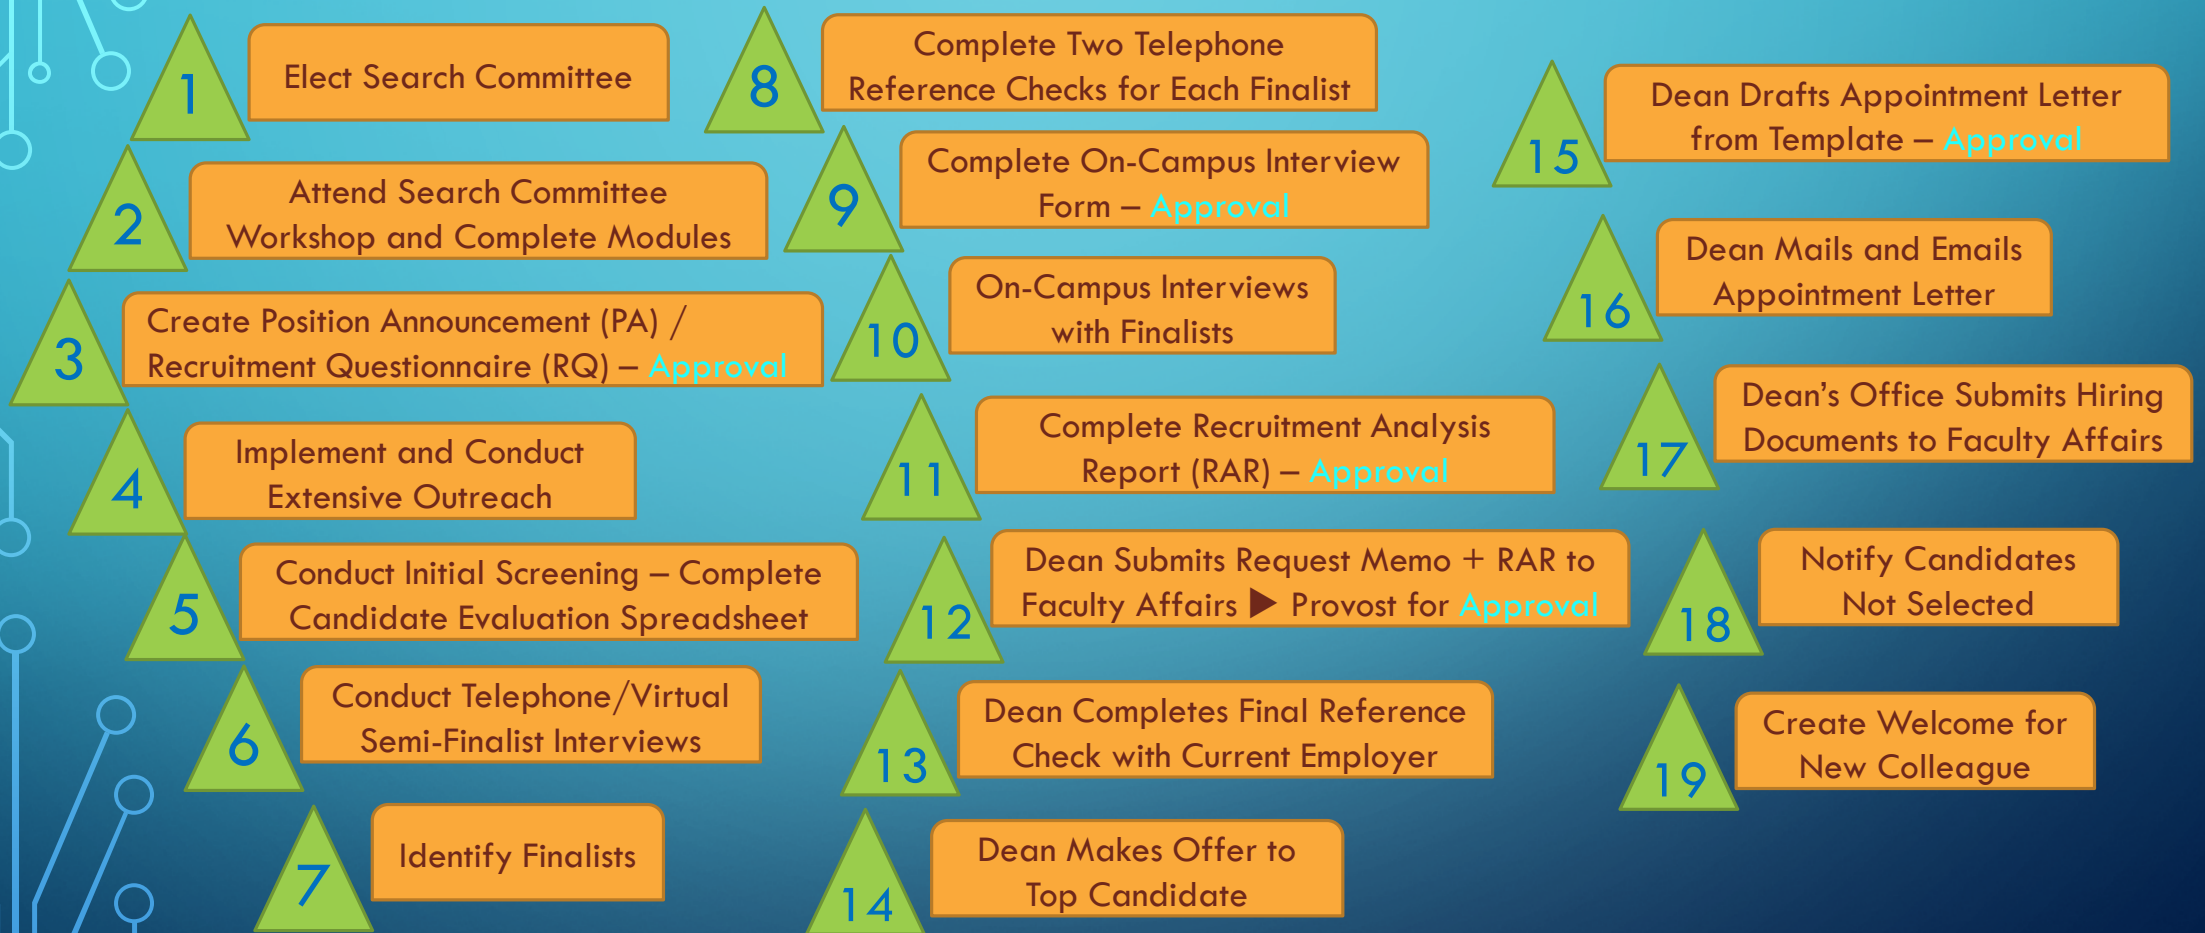 1
Elect Search Committee
2
Attend Search Committee
Workshop and Complete Modules
3
Create Position Announcement (PA) /
Recruitment Questionnaire (RQ) – Approval
4
Implement and Conduct
Extensive Outreach
5
Conduct Initial Screening – Complete
Candidate Evaluation Spreadsheet
6
Conduct Telephone/Virtual
Semi-Finalist Interviews
7
Identify Finalists
8
Complete Two Telephone
Reference Checks for Each Finalist
9
Complete On-Campus Interview
Form – Approval
10
On-Campus Interviews
with Finalists
11
Complete Recruitment Analysis
Report (RAR) – Approval
12
Dean Submits Request Memo + RAR to
Faculty Affairs ▶ Provost for Approval
13
Dean Completes Final Reference
Check with Current Employer
14
Dean Makes Offer to
Top Candidate
15
Dean Drafts Appointment Letter
from Template – Approval
16
Dean Mails and Emails
Appointment Letter
17
Dean’s Office Submits Hiring
Documents to Faculty Affairs
18
Notify Candidates
Not Selected
19
Create Welcome for
New Colleague